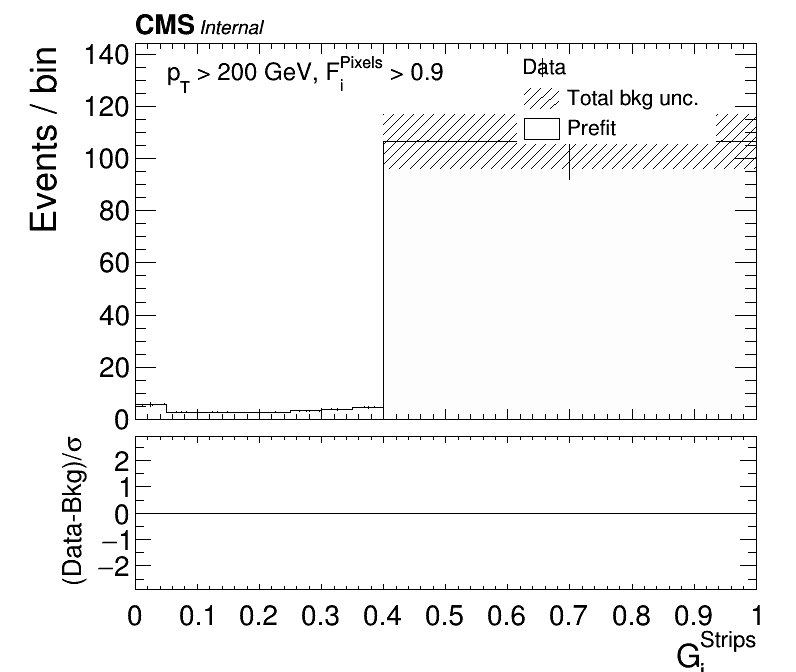 CMS Internal
Events / bin
140
120
100
80
60
40
20
0
p_T > 200 GeV, F_i^Pixels > 0.9
Data
Total bkg unc.
Prefit
(Data-Bkg)/σ
2
1
0
−1
−2
0 0.1 0.2 0.3 0.4 0.5 0.6 0.7 0.8 0.9 1
G_i^Strips